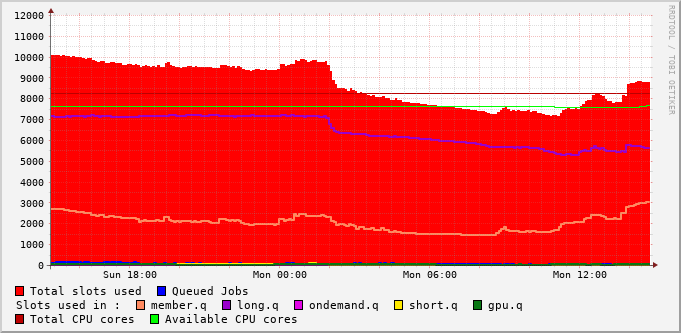 12000
11000
10000
9000
8000
7000
6000
5000
4000
3000
2000
1000
0
Sun 18:00 Mon 00:00 Mon 06:00 Mon 12:00
Total slots used Queued Jobs
Slots used in : member.q long.q ondemand.q short.q gpu.q
Total CPU cores Available CPU cores
RRDTOOL / TOBI OETIKER